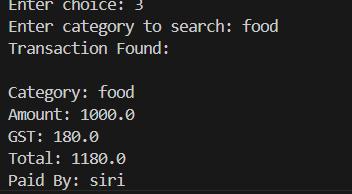 Enter choice: 3
Enter category to search: food
Transaction Found:
Category: food
Amount: 1000.0
GST: 180.0
Total: 1180.0
Paid By: siri